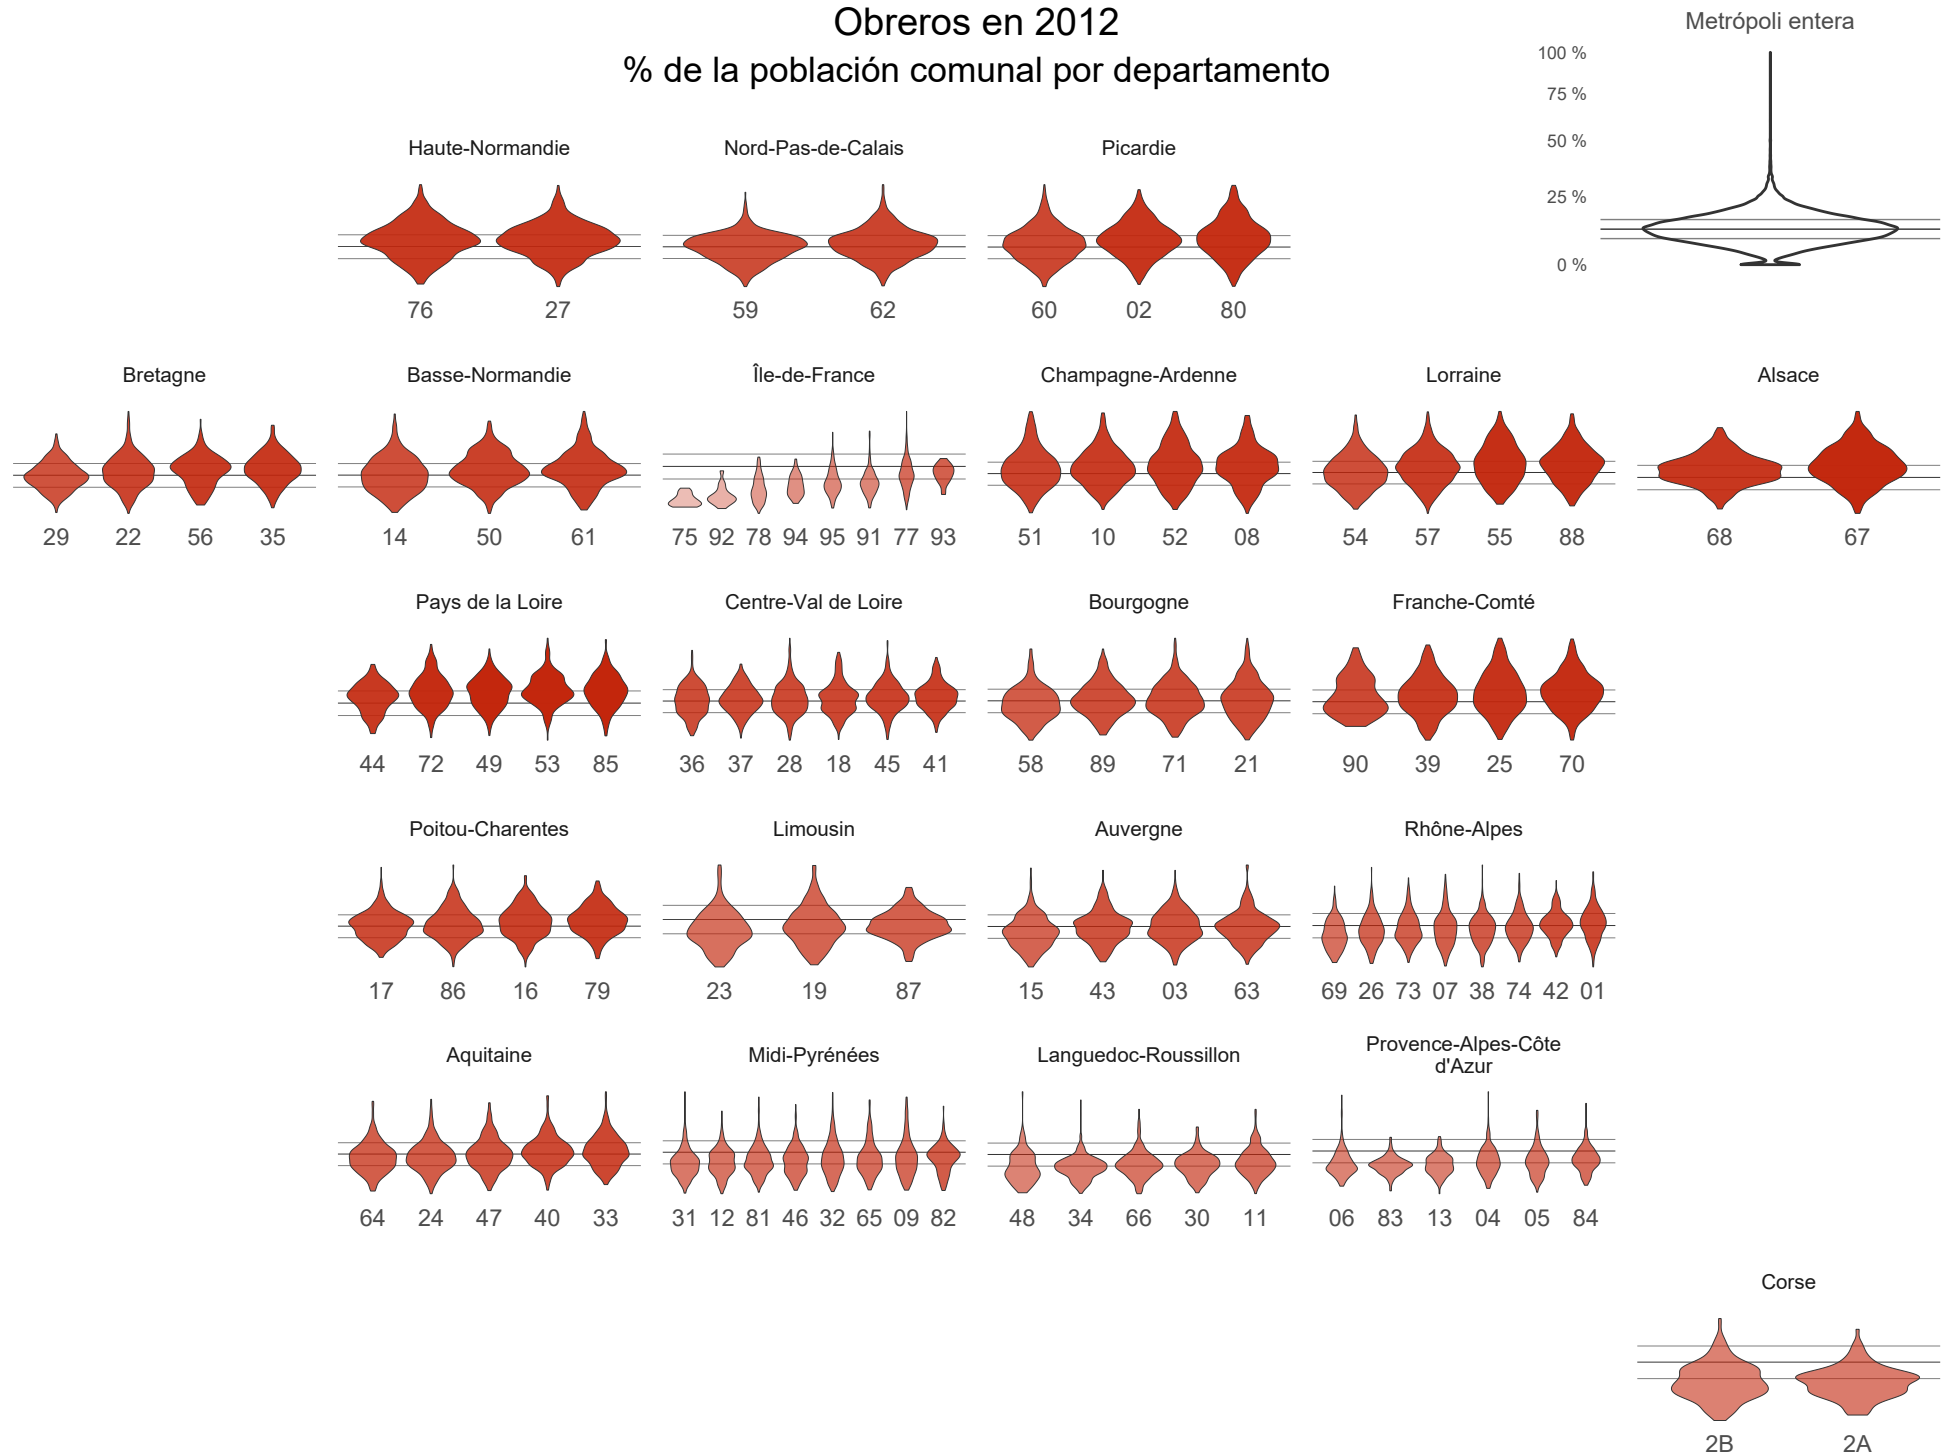 Obreros en 2012
% de la población comunal por departamento
Metrópoli entera
100 %
75 %
50 %
25 %
0 %
Haute-Normandie
Nord-Pas-de-Calais
Picardie
76 27
59 62
60 02 80
Bretagne
Basse-Normandie
Île-de-France
Champagne-Ardenne
Lorraine
Alsace
29 22 56 35
14 50 61
75 92 78 94 95 91 77 93
51 10 52 08
54 57 55 88
68 67
Pays de la Loire
Centre-Val de Loire
Bourgogne
Franche-Comté
44 72 49 53 85
36 37 28 18 45 41
58 89 71 21
90 39 25 70
Poitou-Charentes
Limousin
Auvergne
Rhône-Alpes
17 86 16 79
23 19 87
15 43 03 63
69 26 73 07 38 74 42 01
Aquitaine
Midi-Pyrénées
Languedoc-Roussillon
Provence-Alpes-Côte
d'Azur
64 24 47 40 33
31 12 81 46 32 65 09 82
48 34 66 30 11
06 83 13 04 05 84
Corse
2B 2A